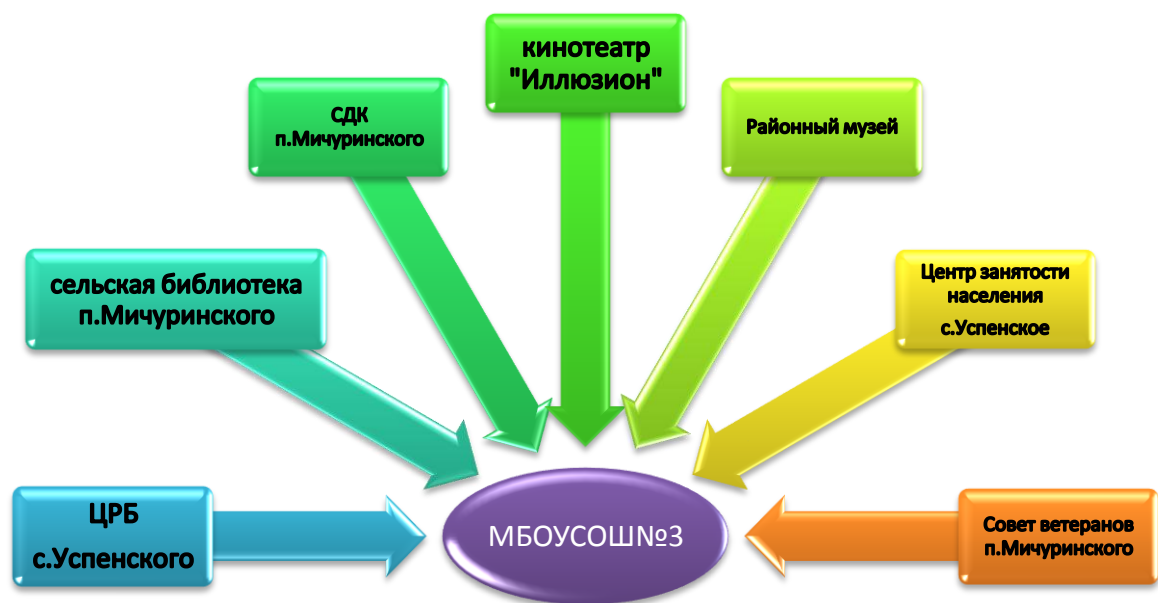 кинотеатр
"Иллюзион"
СДК
п.Мичуринского
Районный музей
сельская библиотека
п.Мичуринского
Центр занятости
населения
с.Успенское
ЦРБ
с.Успенского
МБОУСОШ№3
Совет ветеранов
п.Мичуринского